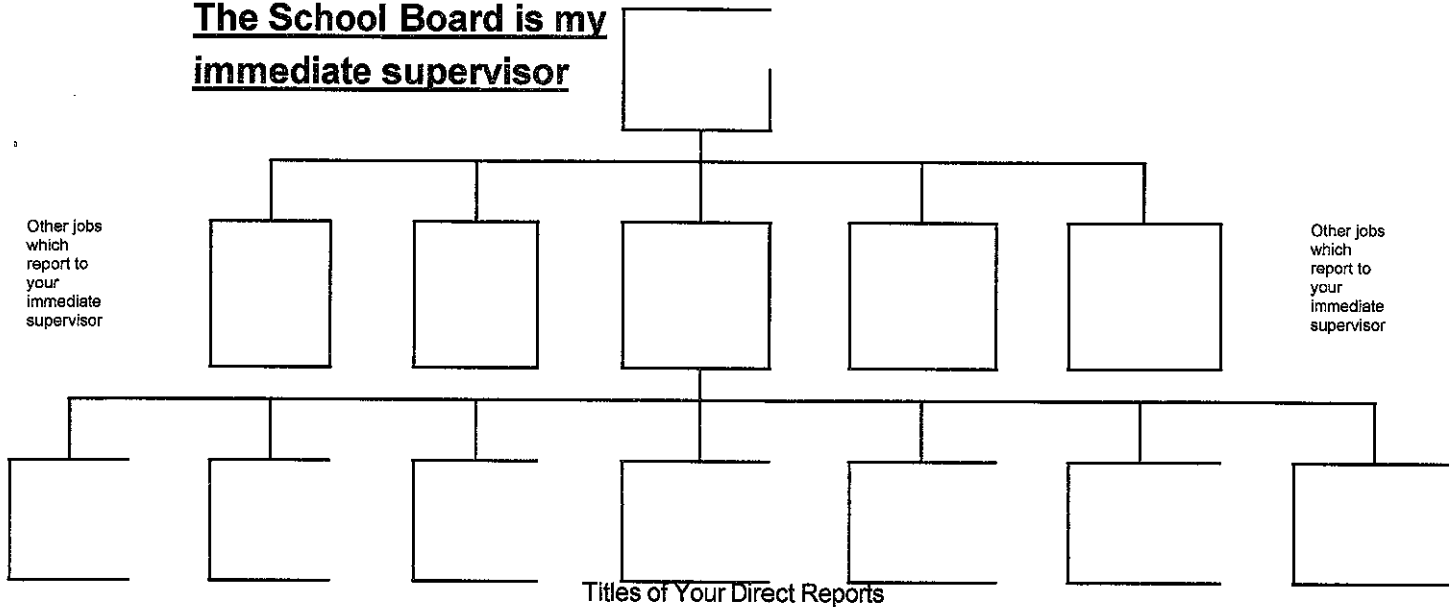 The School Board is my
immediate supervisor
Other jobs
which
report to
your
immediate
supervisor
Other jobs
which
report to
your
immediate
supervisor
Titles of Your Direct Reports